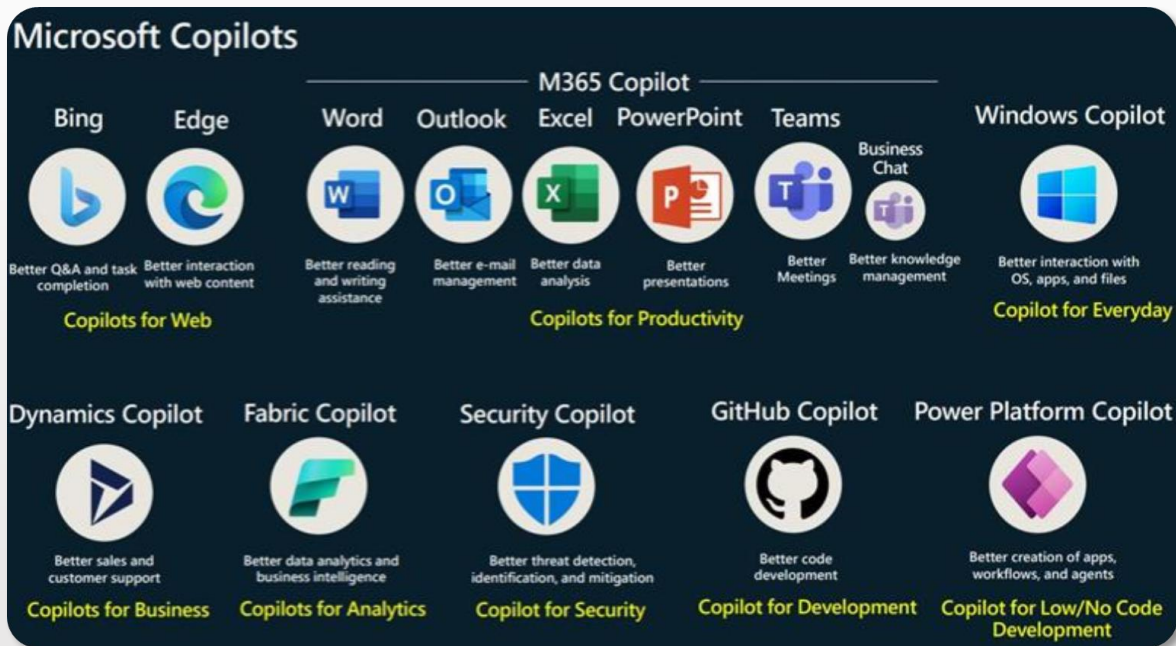 Microsoft Copilots
M365 Copilot
Bing
Edge
Word
Outlook
Excel
PowerPoint
Teams
Business
Chat
Windows Copilot
W
O
X
P
T
T
Better Q&A and task
completion
Better interaction
with web content
Better reading
and writing
assistance
Better e-mail
management
Better data
analysis
Better
presentations
Better
Meetings
Better knowledge
management
Better interaction with
OS, apps, and files
Copilots for Web
Copilots for Productivity
Copilot for Everyday
Dynamics Copilot
Fabric Copilot
Security Copilot
GitHub Copilot
Power Platform Copilot
Better sales and
customer support
Better data analytics and
business intelligence
Better threat detection,
identification, and mitigation
Better code
development
Better creation of apps,
workflows, and agents
Copilots for Business
Copilots for Analytics
Copilot for Security
Copilot for Development
Copilot for Low/No Code
Development